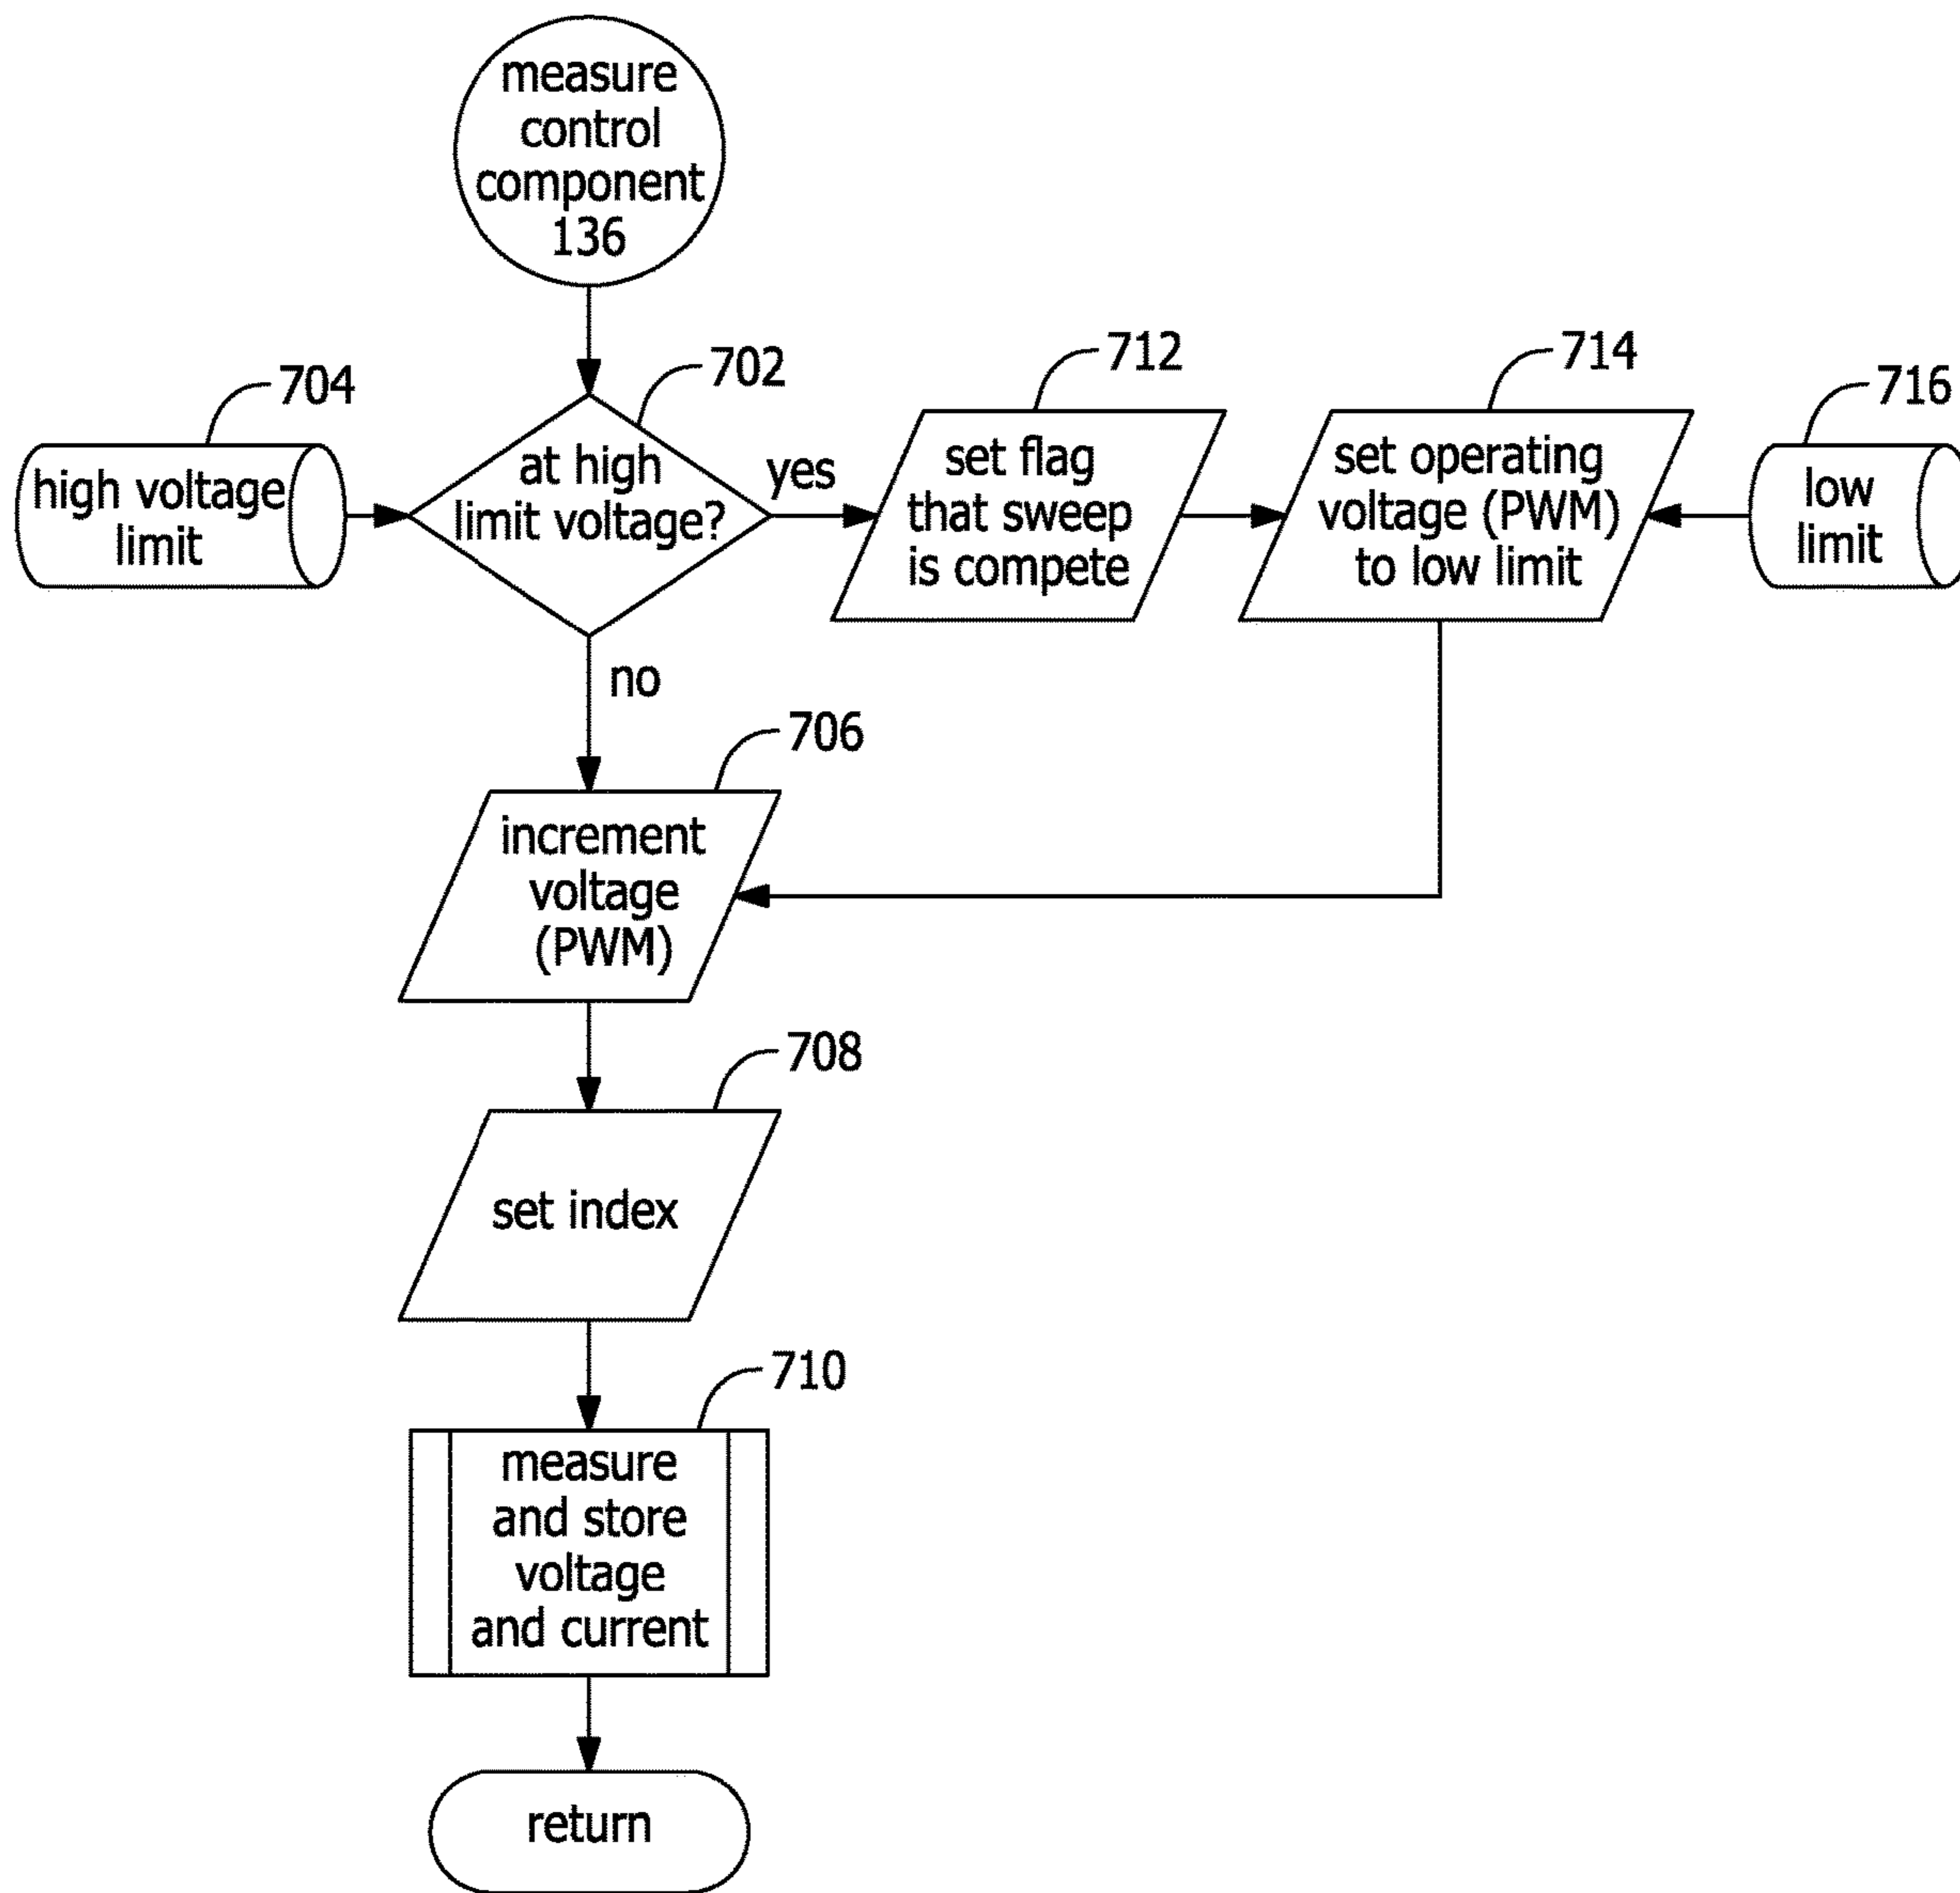 measure
control
component
136
702
704
high voltage
limit
at high
limit voltage?
yes
712
set flag
that sweep
is compete
714
set operating
voltage (PWM)
to low limit
716
low
limit
no
706
increment
voltage
(PWM)
708
set index
710
measure
and store
voltage
and current
return